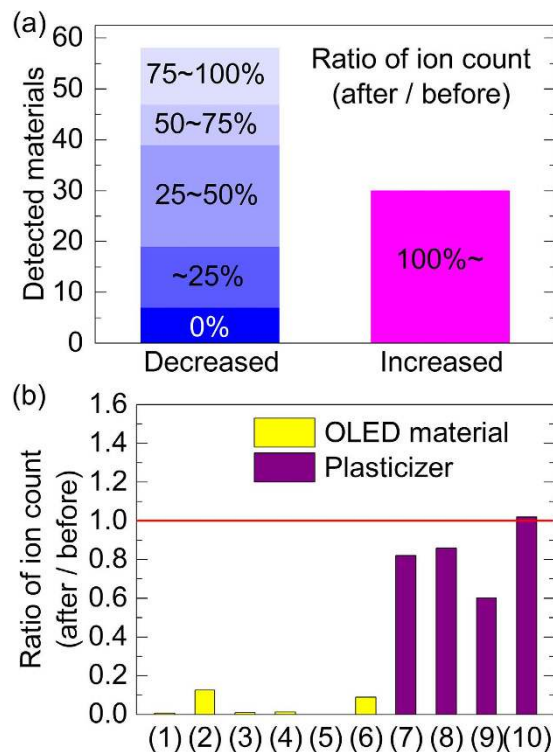 (a)
60
50
40
30
20
10
0
Detected materials
75~100%
50~75%
25~50%
~25%
0%
Ratio of ion count
(after / before)
100%~
Decreased Increased
(b)
1.6
1.4
1.2
1.0
0.8
0.6
0.4
0.2
0.0
Ratio of ion count
(after / before)
OLED material
Plasticizer
(1) (2) (3) (4) (5) (6) (7) (8) (9) (10)